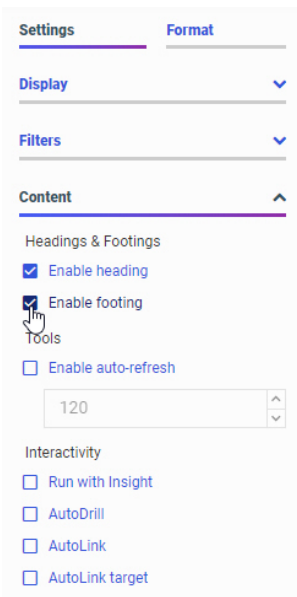 Settings Format
Display
Filters
Content
Headings & Footings
Enable heading
Enable footing
Tools
Enable auto-refresh
120
Interactivity
Run with Insight
AutoDrill
AutoLink
AutoLink target